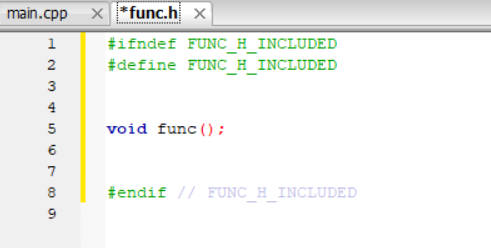 main.cpp × *func.h ×
1 #ifndef FUNC_H_INCLUDED
2 #define FUNC_H_INCLUDED
3
4
5 void func();
6
7
8 #endif // FUNC_H_INCLUDED
9